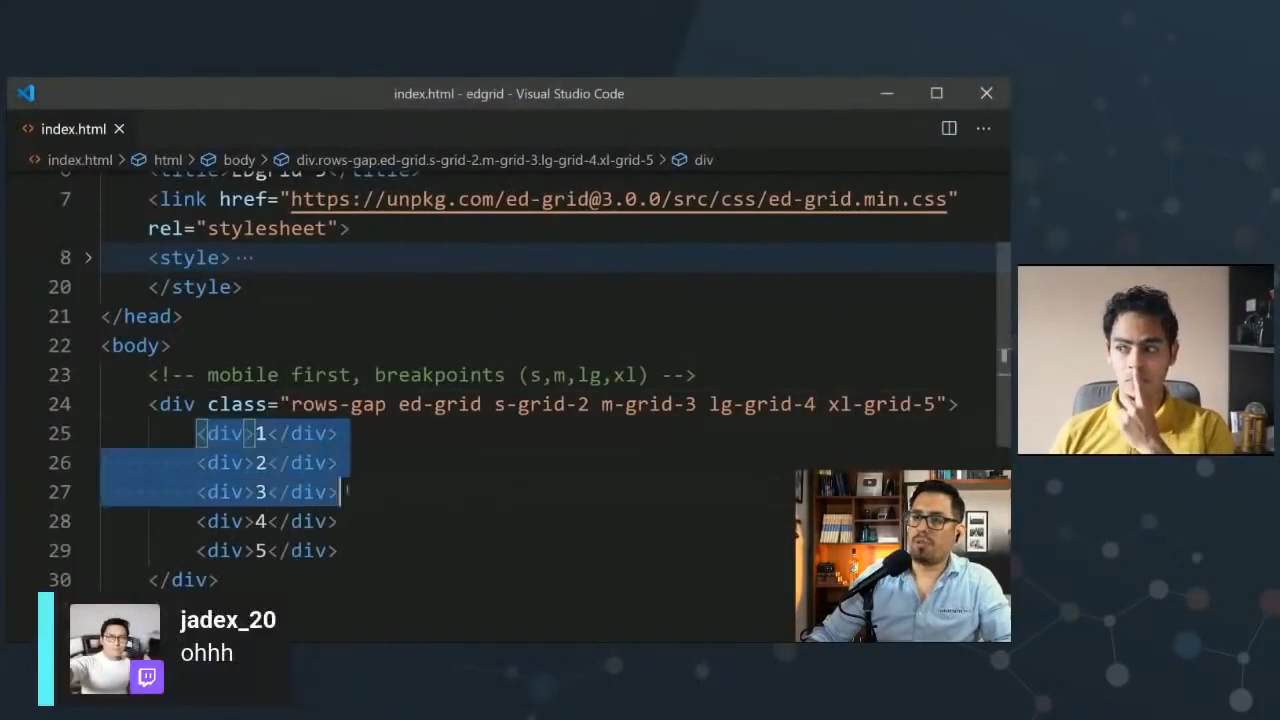 index.html - edgrid - Visual Studio Code
index.html
index.html > html > body > div.rows-gap.ed-grid.s-grid-2.m-grid-3.lg-grid-4.xl-grid-5 > div
7 <link href="https://unpkg.com/ed-grid@3.0.0/src/css/ed-grid.min.css"
rel="stylesheet">
8 > <style> ···
20 </style>
21 </head>
22 <body>
23 <!-- mobile first, breakpoints (s,m,lg,xl) -->
24 <div class="rows-gap ed-grid s-grid-2 m-grid-3 lg-grid-4 xl-grid-5">
25 <div>1</div>
26 <div>2</div>
27 <div>3</div>
28 <div>4</div>
29 <div>5</div>
30 </div>
jadex_20
ohhh